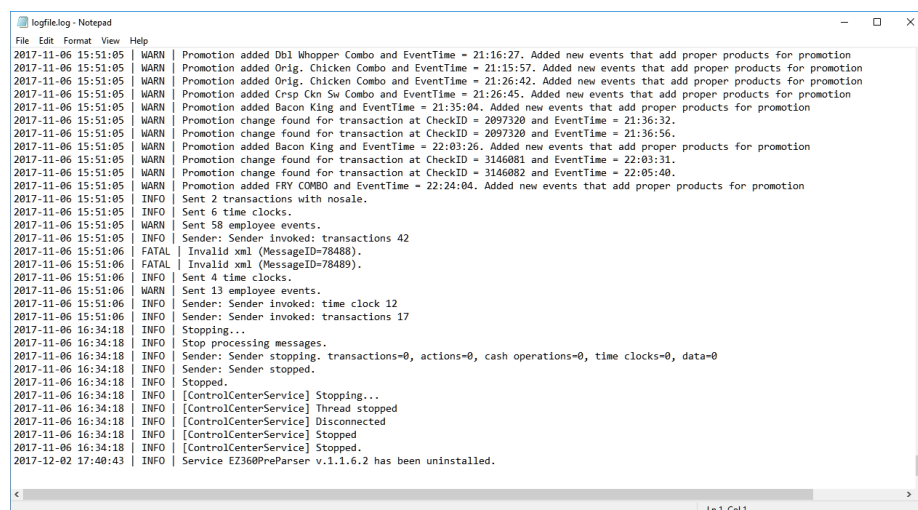 logfile.log - Notepad
File Edit Format View Help
2017-11-06 15:51:05 | WARN | Promotion added Dbl Whopper Combo and EventTime = 21:16:27. Added new events that add proper products for promotion
2017-11-06 15:51:05 | WARN | Promotion added Orig. Chicken Combo and EventTime = 21:15:57. Added new events that add proper products for promotion
2017-11-06 15:51:05 | WARN | Promotion added Orig. Chicken Combo and EventTime = 21:26:42. Added new events that add proper products for promotion
2017-11-06 15:51:05 | WARN | Promotion added Crsp Ckn Sw Combo and EventTime = 21:26:45. Added new events that add proper products for promotion
2017-11-06 15:51:05 | WARN | Promotion added Bacon King and EventTime = 21:35:04. Added new events that add proper products for promotion
2017-11-06 15:51:05 | WARN | Promotion change found for transaction at CheckID = 2097320 and EventTime = 21:36:32.
2017-11-06 15:51:05 | WARN | Promotion change found for transaction at CheckID = 2097320 and EventTime = 21:36:56.
2017-11-06 15:51:05 | WARN | Promotion added Bacon King and EventTime = 22:03:26. Added new events that add proper products for promotion
2017-11-06 15:51:05 | WARN | Promotion change found for transaction at CheckID = 3146081 and EventTime = 22:03:31.
2017-11-06 15:51:05 | WARN | Promotion change found for transaction at CheckID = 3146082 and EventTime = 22:05:40.
2017-11-06 15:51:05 | WARN | Promotion added FRY COMBO and EventTime = 22:24:04. Added new events that add proper products for promotion
2017-11-06 15:51:05 | INFO | Sent 2 transactions with nosale.
2017-11-06 15:51:05 | INFO | Sent 6 time clocks.
2017-11-06 15:51:05 | WARN | Sent 58 employee events.
2017-11-06 15:51:05 | INFO | Sender: Sender invoked: transactions 42
2017-11-06 15:51:06 | FATAL | Invalid xml (MessageID=78488).
2017-11-06 15:51:06 | FATAL | Invalid xml (MessageID=78489).
2017-11-06 15:51:06 | INFO | Sent 4 time clocks.
2017-11-06 15:51:06 | WARN | Sent 13 employee events.
2017-11-06 15:51:06 | INFO | Sender: Sender invoked: time clock 12
2017-11-06 15:51:06 | INFO | Sender: Sender invoked: transactions 17
2017-11-06 16:34:18 | INFO | Stopping...
2017-11-06 16:34:18 | INFO | Stop processing messages.
2017-11-06 16:34:18 | INFO | Sender: Sender stopping. transactions=0, actions=0, cash operations=0, time clocks=0, data=0
2017-11-06 16:34:18 | INFO | Sender: Sender stopped.
2017-11-06 16:34:18 | INFO | Stopped.
2017-11-06 16:34:18 | INFO | [ControlCenterService] Stopping...
2017-11-06 16:34:18 | INFO | [ControlCenterService] Thread stopped
2017-11-06 16:34:18 | INFO | [ControlCenterService] Disconnected
2017-11-06 16:34:18 | INFO | [ControlCenterService] Stopped
2017-11-06 16:34:18 | INFO | [ControlCenterService] Stopped.
2017-12-02 17:40:43 | INFO | Service EZ360PreParser v.1.1.6.2 has been uninstalled.
Ln 1, Col 1